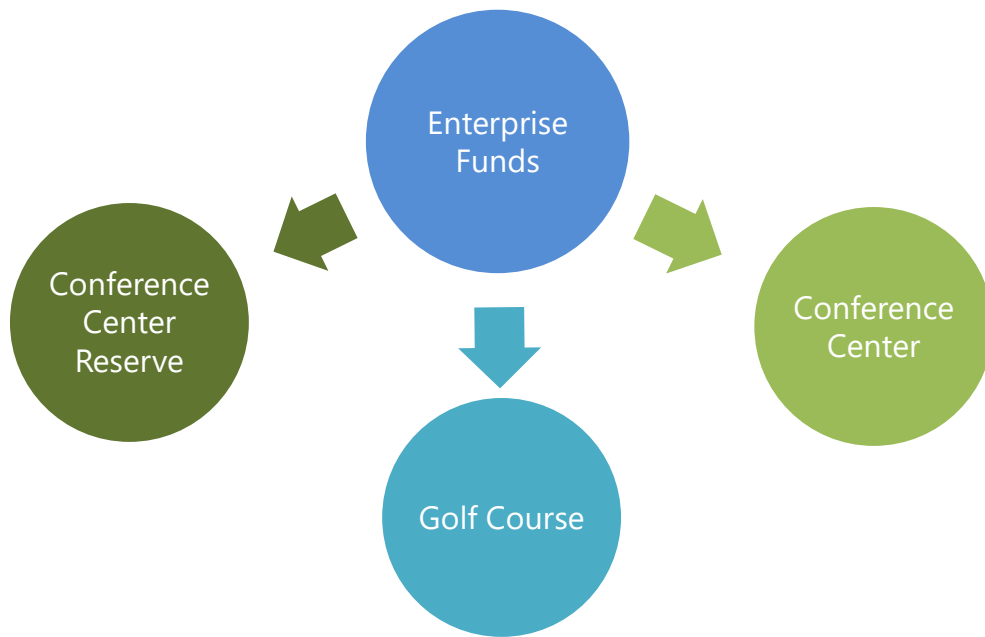 Enterprise
Funds
Conference
Center
Reserve
Conference
Center
Golf Course